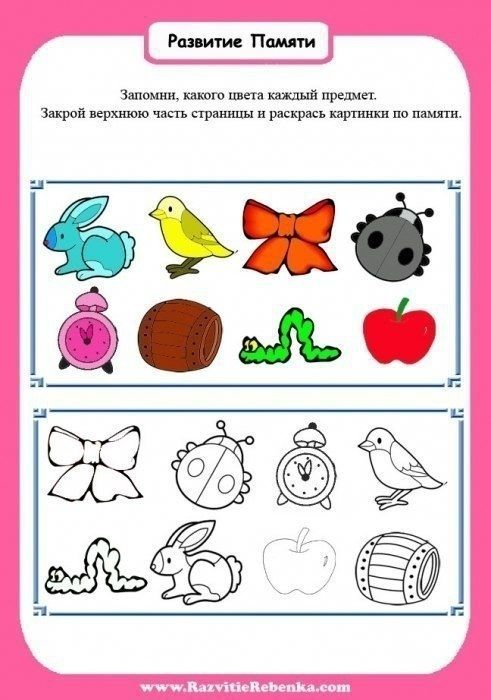 Развитие Памяти
Запомни, какого цвета каждый предмет.
Закрой верхнюю часть страницы и раскрась картинки по памяти.
www.RazvitieRebenka.com